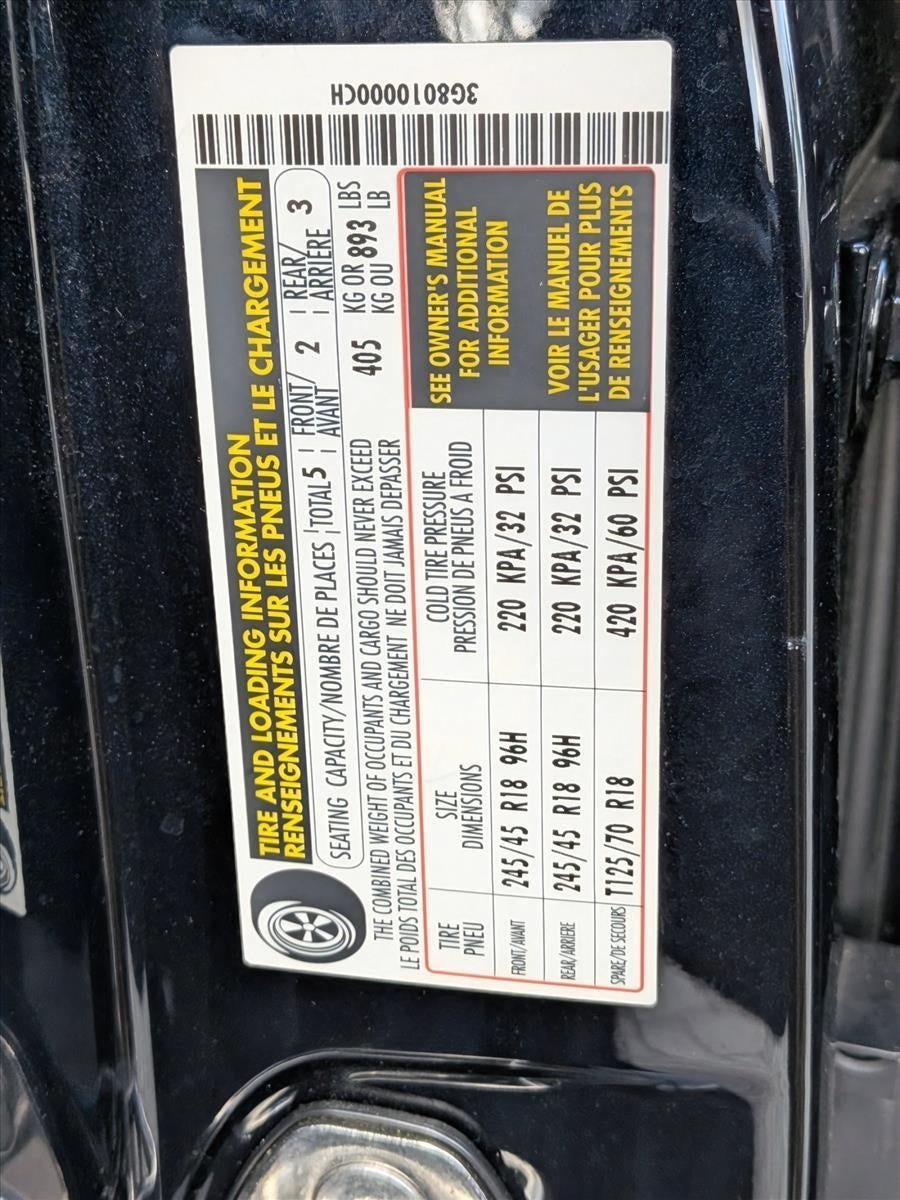 3G8010000CH
TIRE AND LOADING INFORMATION
RENSEIGNEMENTS SUR LES PNEUS ET LE CHARGEMENT
SEATING CAPACITY/NOMBRE DE PLACES | TOTAL 5 | FRONT/AVANT 2 | REAR/ARRIÈRE 3
THE COMBINED WEIGHT OF OCCUPANTS AND CARGO SHOULD NEVER EXCEED 405 KG OR 893 LBS
LE POIDS TOTAL DES OCCUPANTS ET DU CHARGEMENT NE DOIT JAMAIS DEPASSER KG OU LB
TIRE SIZE COLD TIRE PRESSURE
PNEU DIMENSIONS PRESSION DE PNEUS A FROID
FRONT/AVANT 245/45 R18 96H 220 KPA/32 PSI
REAR/ARRIERE 245/45 R18 96H 220 KPA/32 PSI
SPARE/DE SECOURS T125/70 R18 420 KPA/60 PSI
SEE OWNER'S MANUAL
FOR ADDITIONAL
INFORMATION
VOIR LE MANUEL DE
L'USAGER POUR PLUS
DE RENSEIGNEMENTS